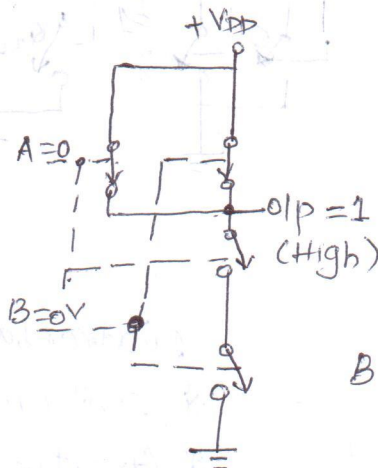 +VDD
A=0
o/p=1
(High)
B=0V
B